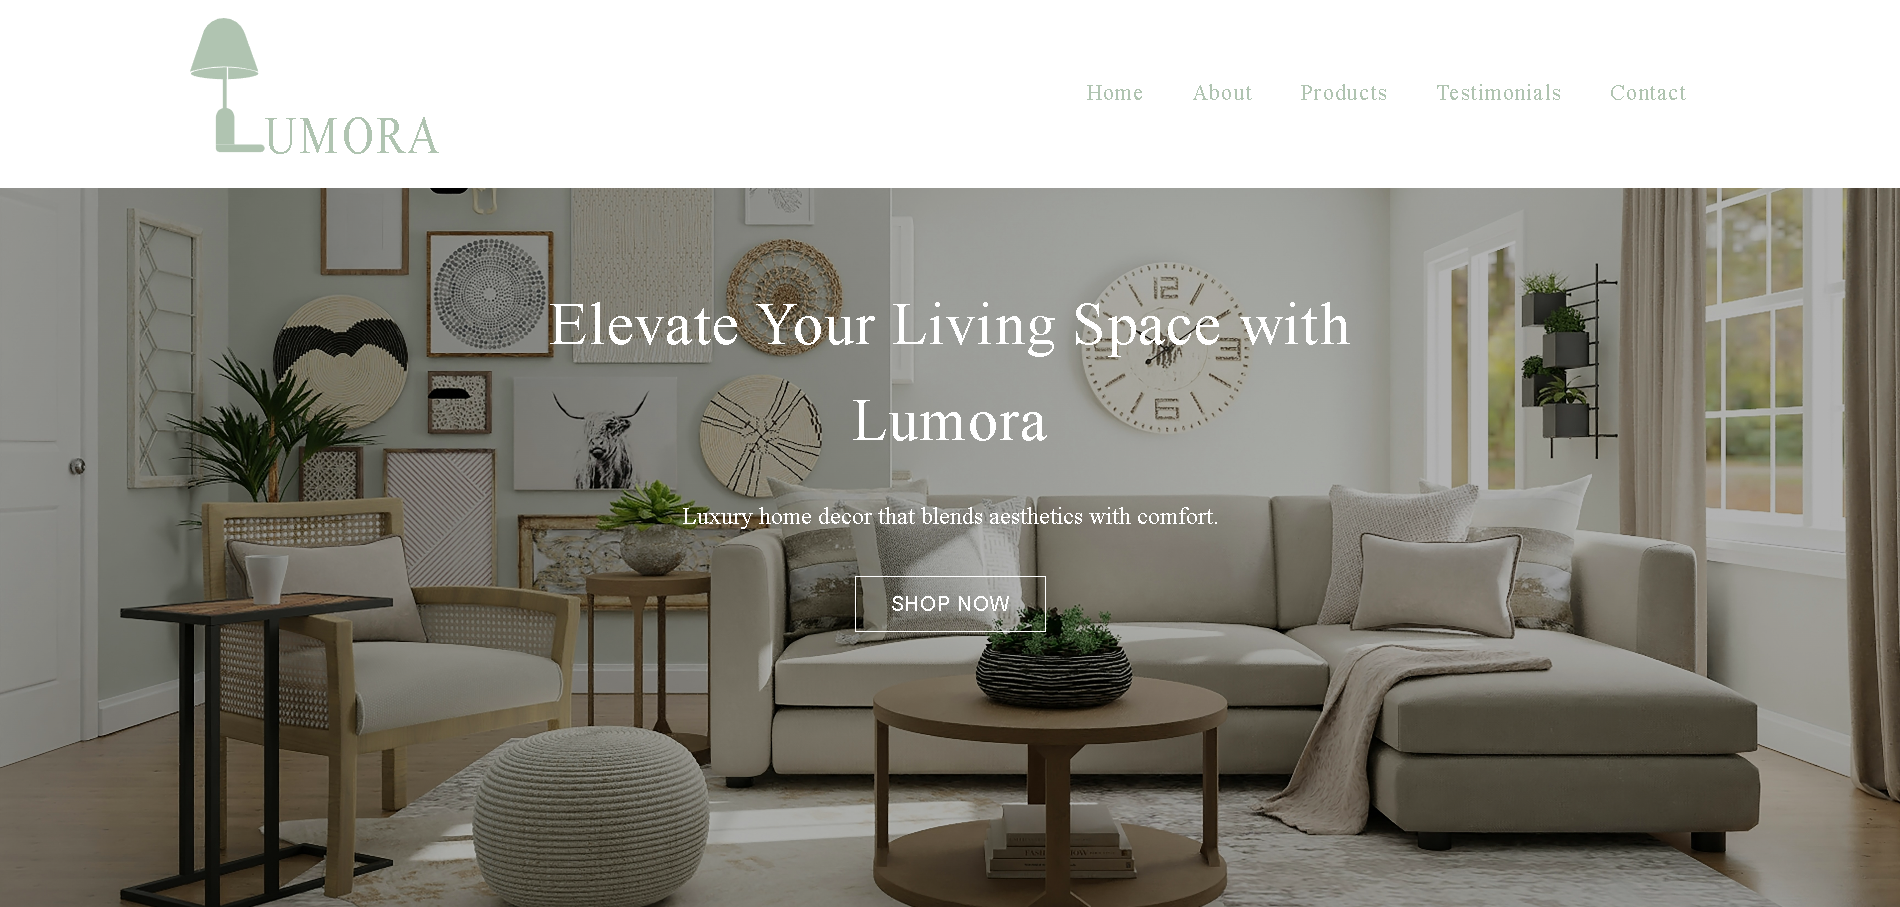 LUMORA
Home About Products Testimonials Contact
Elevate Your Living Space with
Lumora
Luxury home decor that blends aesthetics with comfort.
SHOP NOW